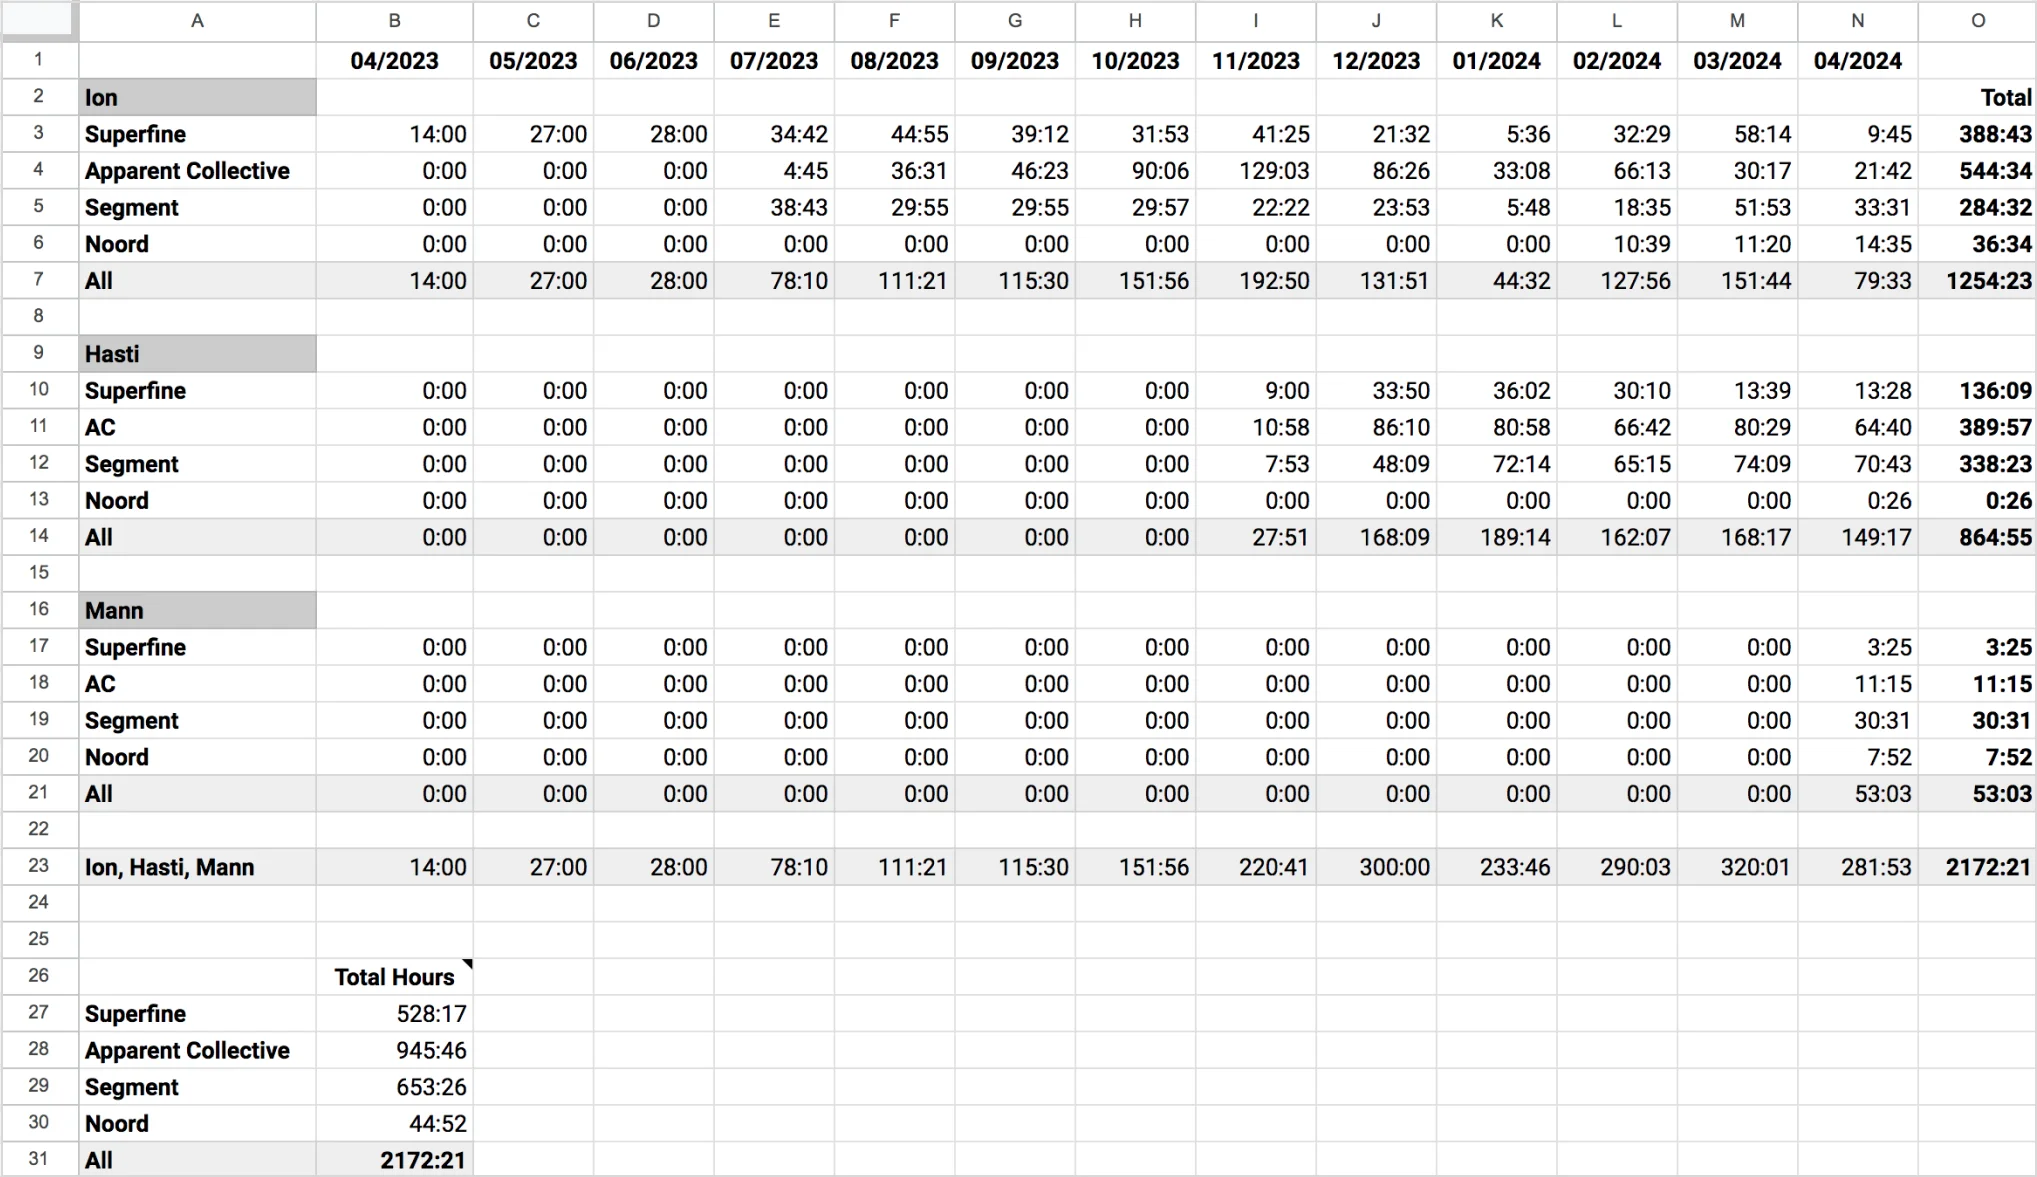 A B C D E F G H I J K L M N O
1 04/2023 05/2023 06/2023 07/2023 08/2023 09/2023 10/2023 11/2023 12/2023 01/2024 02/2024 03/2024 04/2024
2 Ion Total
3 Superfine 14:00 27:00 28:00 34:42 44:55 39:12 31:53 41:25 21:32 5:36 32:29 58:14 9:45 388:43
4 Apparent Collective 0:00 0:00 0:00 4:45 36:31 46:23 90:06 129:03 86:26 33:08 66:13 30:17 21:42 544:34
5 Segment 0:00 0:00 0:00 38:43 29:55 29:55 29:57 22:22 23:53 5:48 18:35 51:53 33:31 284:32
6 Noord 0:00 0:00 0:00 0:00 0:00 0:00 0:00 0:00 0:00 0:00 10:39 11:20 14:35 36:34
7 All 14:00 27:00 28:00 78:10 111:21 115:30 151:56 192:50 131:51 44:32 127:56 151:44 79:33 1254:23
8
9 Hasti
10 Superfine 0:00 0:00 0:00 0:00 0:00 0:00 0:00 9:00 33:50 36:02 30:10 13:39 13:28 136:09
11 AC 0:00 0:00 0:00 0:00 0:00 0:00 0:00 10:58 86:10 80:58 66:42 80:29 64:40 389:57
12 Segment 0:00 0:00 0:00 0:00 0:00 0:00 0:00 7:53 48:09 72:14 65:15 74:09 70:43 338:23
13 Noord 0:00 0:00 0:00 0:00 0:00 0:00 0:00 0:00 0:00 0:00 0:00 0:00 0:26 0:26
14 All 0:00 0:00 0:00 0:00 0:00 0:00 0:00 27:51 168:09 189:14 162:07 168:17 149:17 864:55
15
16 Mann
17 Superfine 0:00 0:00 0:00 0:00 0:00 0:00 0:00 0:00 0:00 0:00 0:00 0:00 3:25 3:25
18 AC 0:00 0:00 0:00 0:00 0:00 0:00 0:00 0:00 0:00 0:00 0:00 0:00 11:15 11:15
19 Segment 0:00 0:00 0:00 0:00 0:00 0:00 0:00 0:00 0:00 0:00 0:00 0:00 30:31 30:31
20 Noord 0:00 0:00 0:00 0:00 0:00 0:00 0:00 0:00 0:00 0:00 0:00 0:00 7:52 7:52
21 All 0:00 0:00 0:00 0:00 0:00 0:00 0:00 0:00 0:00 0:00 0:00 0:00 53:03 53:03
22
23 Ion, Hasti, Mann 14:00 27:00 28:00 78:10 111:21 115:30 151:56 220:41 300:00 233:46 290:03 320:01 281:53 2172:21
24
25
26 Total Hours
27 Superfine 528:17
28 Apparent Collective 945:46
29 Segment 653:26
30 Noord 44:52
31 All 2172:21